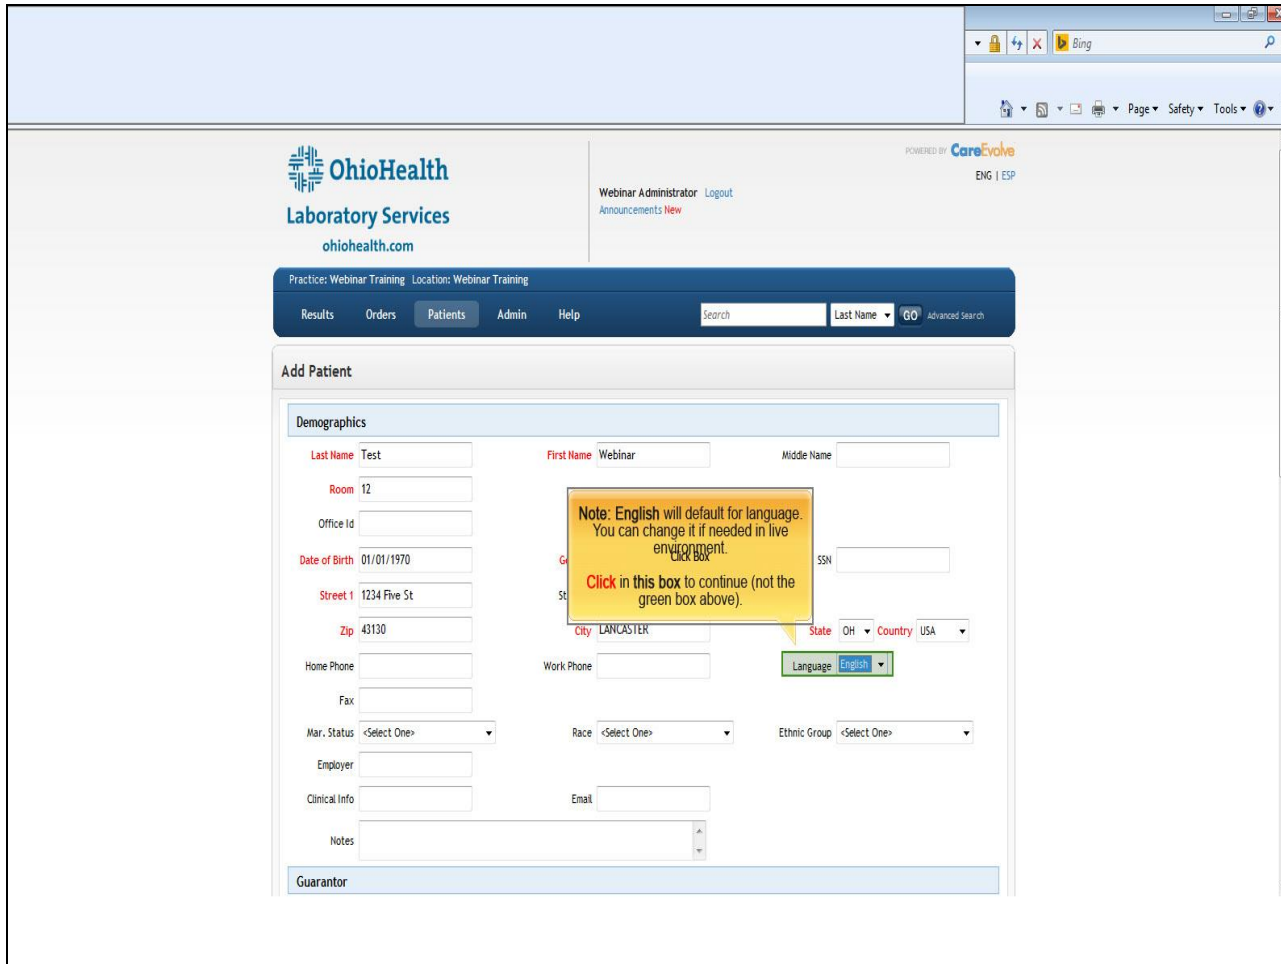 Bing
Page Safety Tools
OhioHealth
Laboratory Services
ohiohealth.com
Webinar Administrator Logout
Announcements New
POWERED BY CareEvolve
ENG | ESP
Practice: Webinar Training Location: Webinar Training
Results Orders Patients Admin Help Search Last Name GO Advanced Search
Add Patient
Demographics
Last Name Test First Name Webinar Middle Name
Room 12
Office Id
Date of Birth 01/01/1970 SSN
Street 1 1234 Five St
Zip 43130 City LANCASTER State OH Country USA
Note: English will default for language.
You can change it if needed in live
environment.
Click Box
Click in this box to continue (not the
green box above).
Home Phone Work Phone Language English
Fax
Mar. Status <Select One> Race <Select One> Ethnic Group <Select One>
Employer
Clinical Info Email
Notes
Guarantor